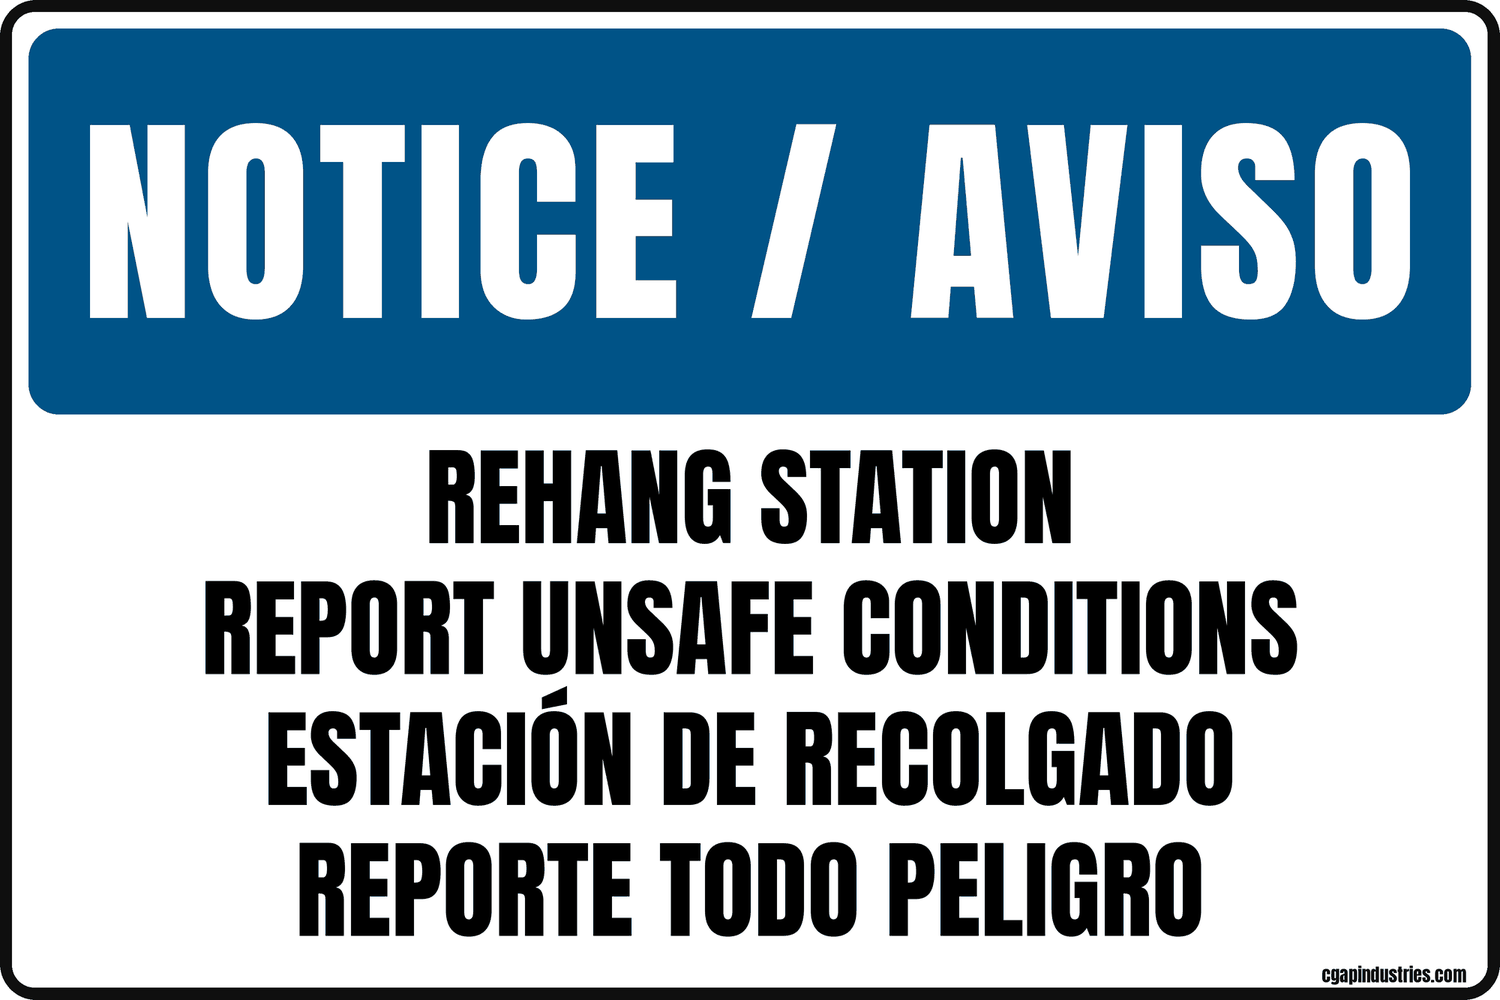 NOTICE / AVISO
REHANG STATION
REPORT UNSAFE CONDITIONS
ESTACIÓN DE RECOLGADO
REPORTE TODO PELIGRO
cgapindustries.com